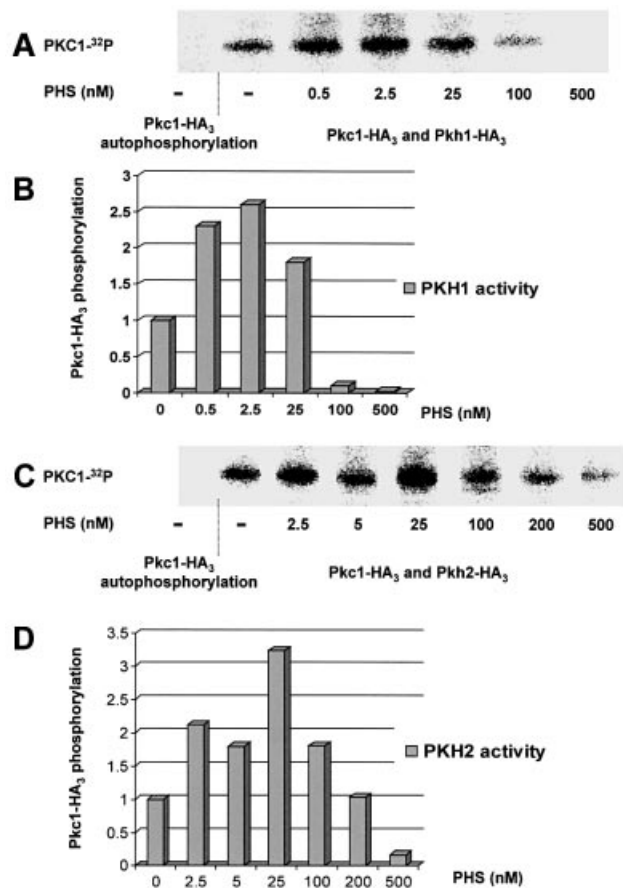 A
PKC1-³²P
PHS (nM) – – 0.5 2.5 25 100 500
Pkc1-HA₃ autophosphorylation
Pkc1-HA₃ and Pkh1-HA₃
B
Pkc1-HA₃ phosphorylation
3
2.5
2
1.5
1
0.5
0
0 0.5 2.5 25 100 500 PHS (nM)
PKH1 activity
C
PKC1-³²P
PHS (nM) – – 2.5 5 25 100 200 500
Pkc1-HA₃ autophosphorylation
Pkc1-HA₃ and Pkh2-HA₃
D
Pkc1-HA₃ phosphorylation
3.5
3
2.5
2
1.5
1
0.5
0
0 2.5 5 25 100 200 500 PHS (nM)
PKH2 activity